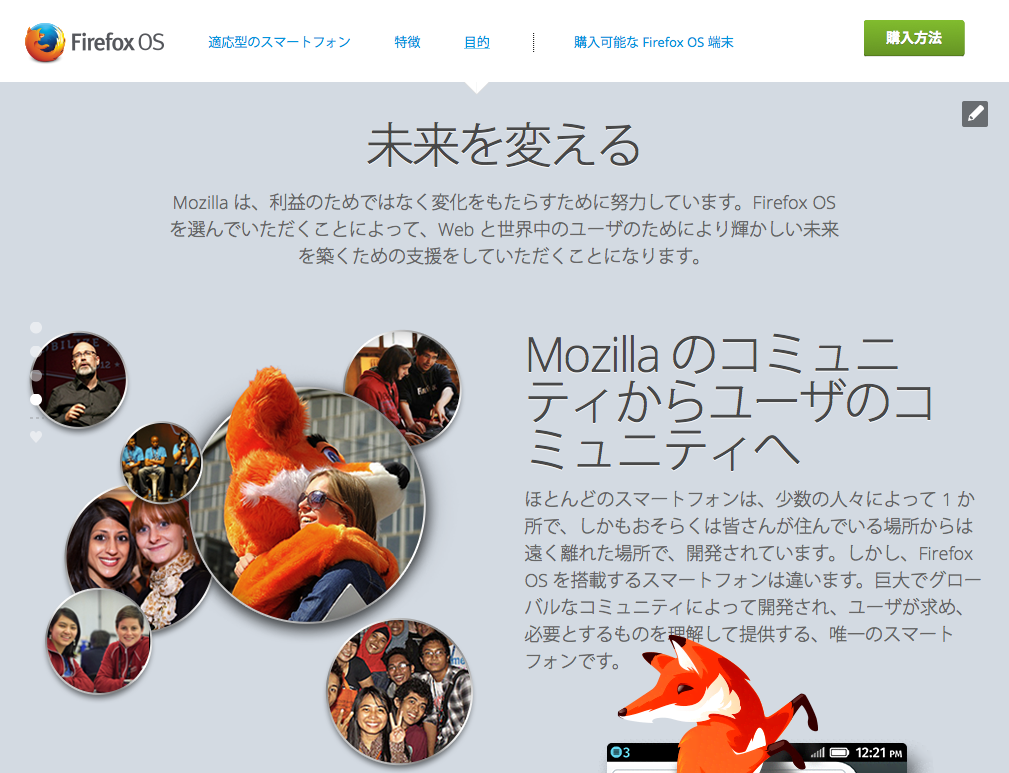 Firefox OS
適応型のスマートフォン
特徴
目的
購入可能な Firefox OS 端末
購入方法
未来を変える
Mozilla は、利益のためではなく変化をもたらすために努力しています。Firefox OS
を選んでいただくことによって、Web と世界中のユーザのためにより輝かしい未来
を築くための支援をしていただくことになります。
Mozilla のコミュニ
ティからユーザのコ
ミュニティへ
ほとんどのスマートフォンは、少数の人々によって 1 か
所で、しかもおそらくは皆さんが住んでいる場所からは
遠く離れた場所で、開発されています。しかし、Firefox
OS を搭載するスマートフォンは違います。巨大でグロー
バルなコミュニティによって開発され、ユーザが求め、
必要とするものを理解して提供する、唯一のスマート
フォンです。
3
12:21 PM